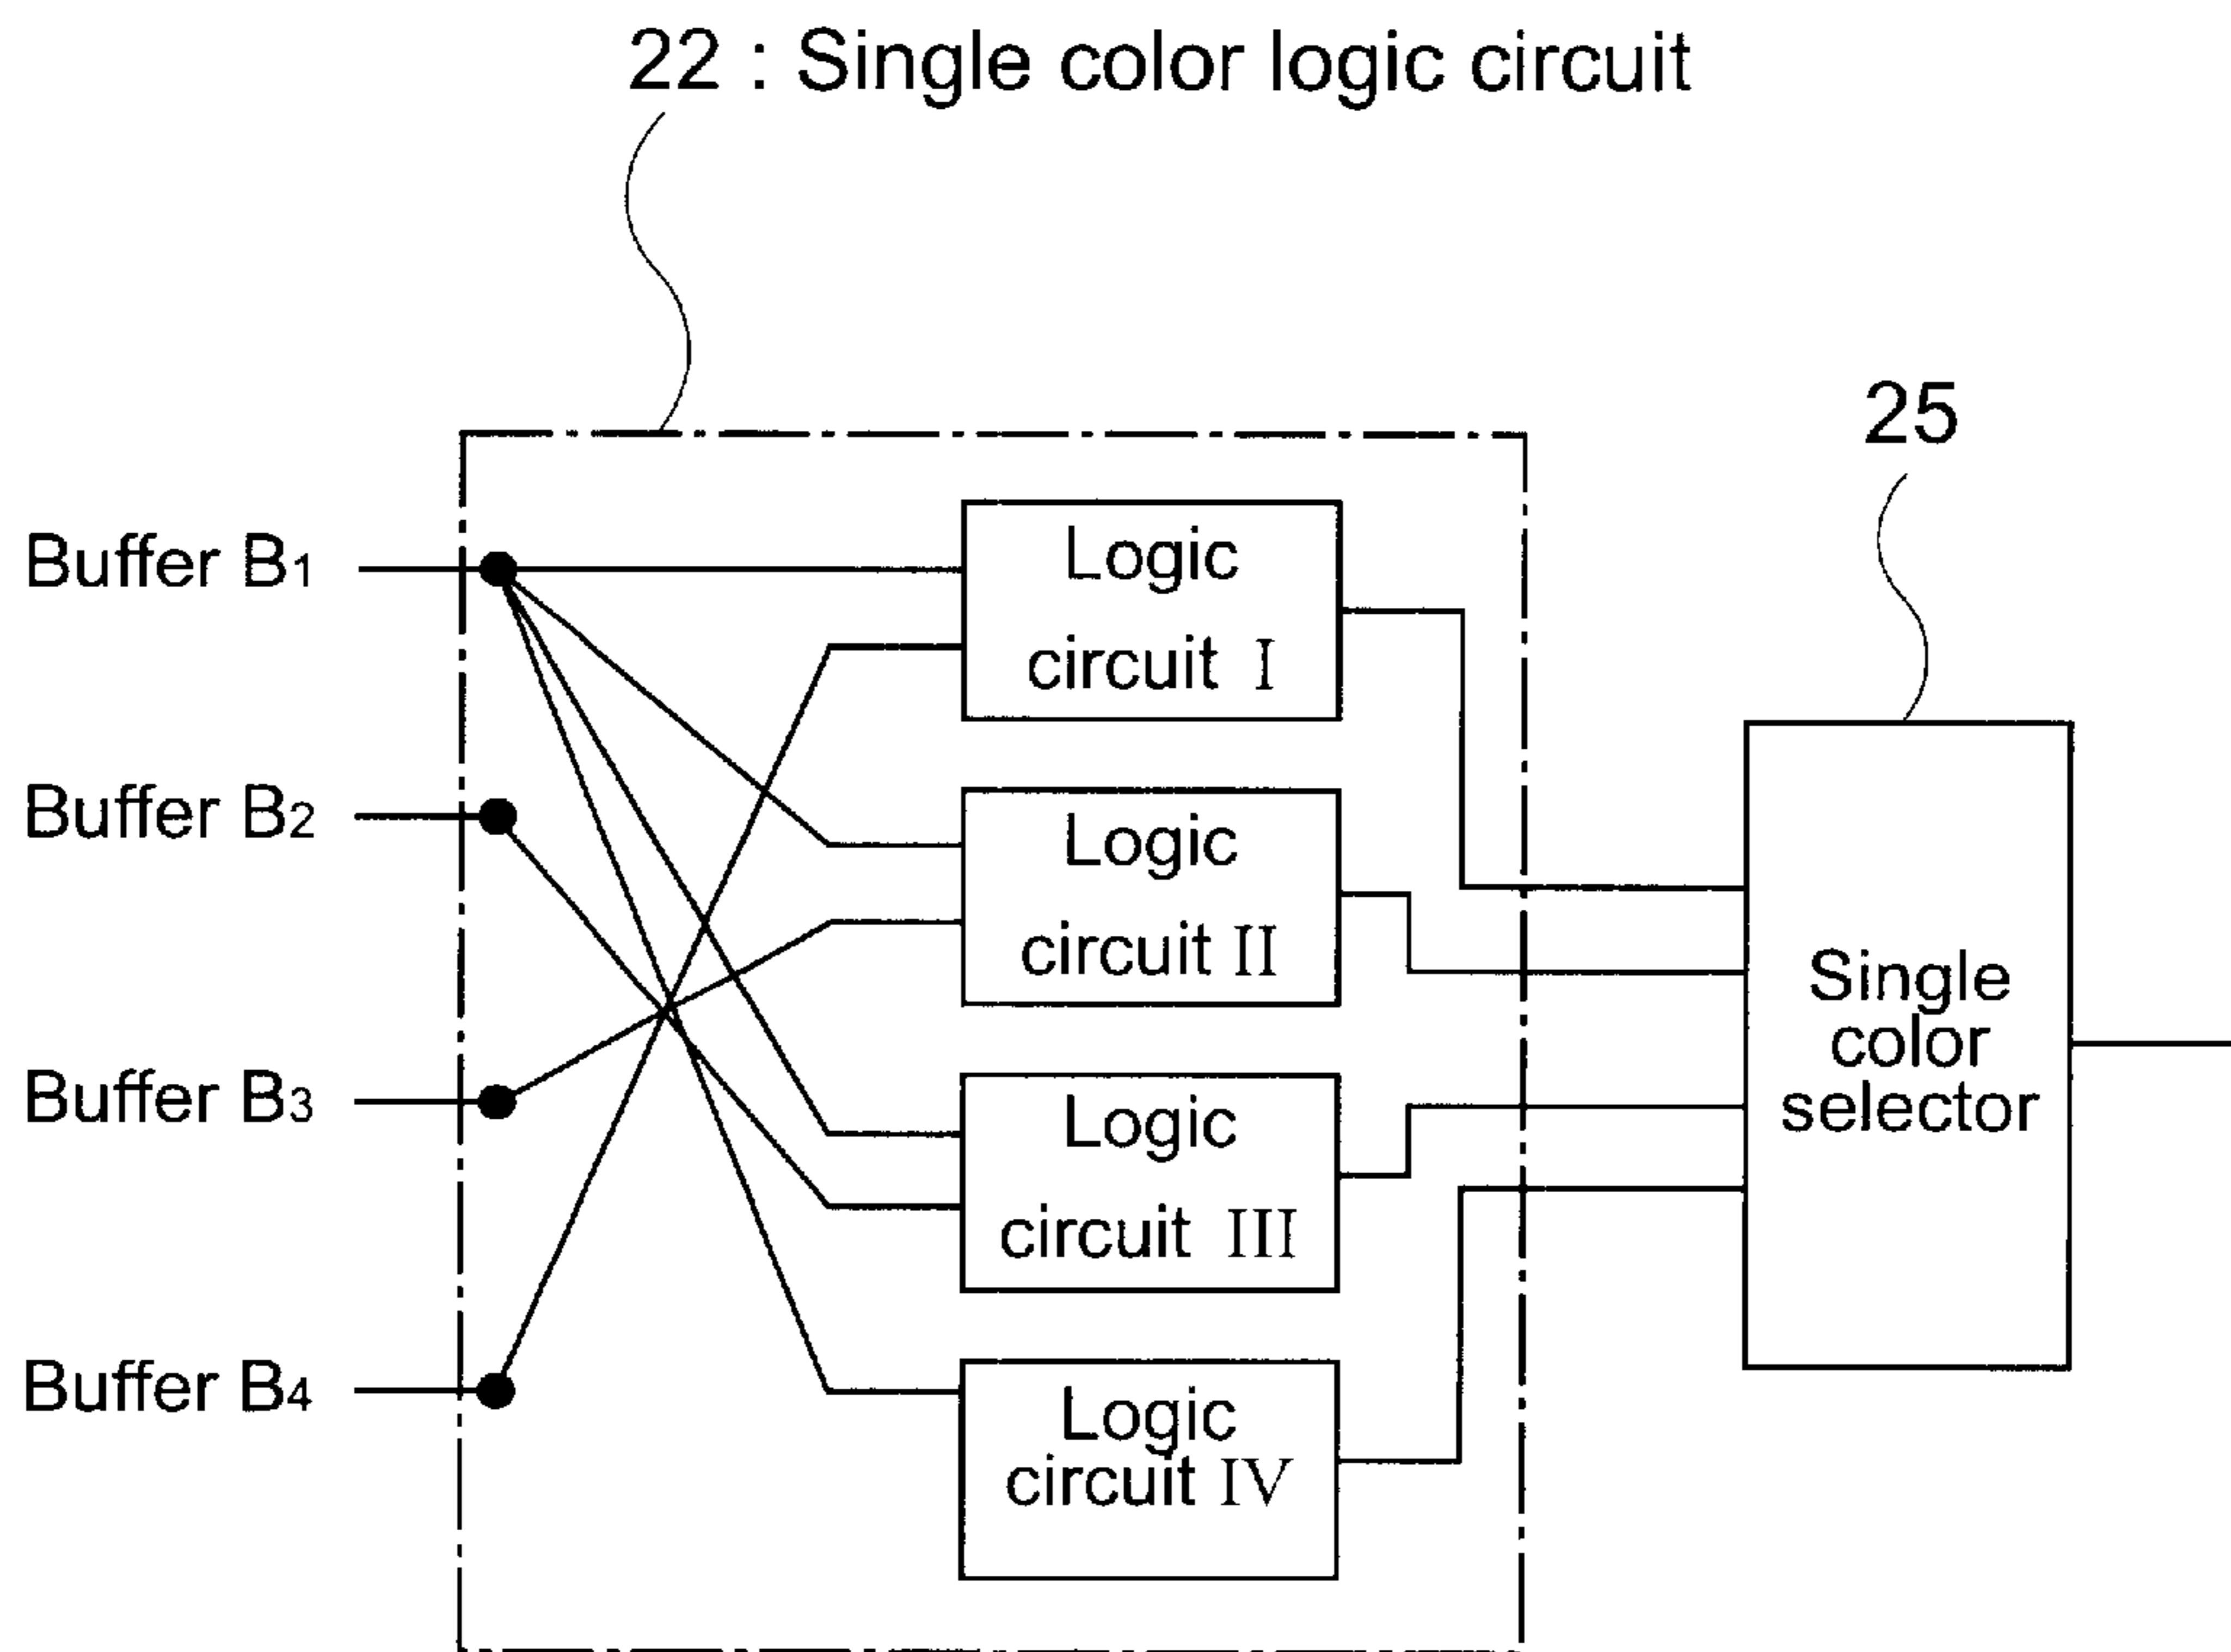 22 : Single color logic circuit
25
Buffer B1
Logic
circuit I
Buffer B2
Logic
circuit II
Single
color
selector
Buffer B3
Logic
circuit III
Buffer B4
Logic
circuit IV